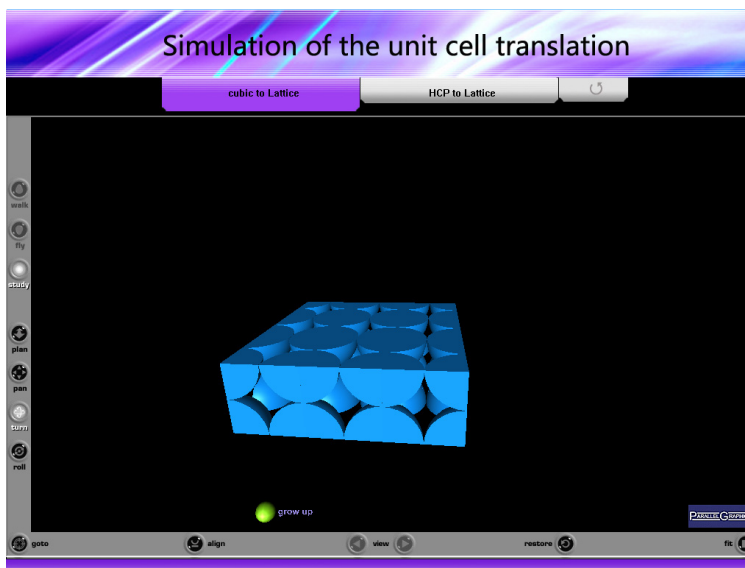 Simulation of the unit cell translation
cubic to Lattice
HCP to Lattice
walk
fly
study
plan
pan
turn
roll
grow up
goto
align
view
restore
fit